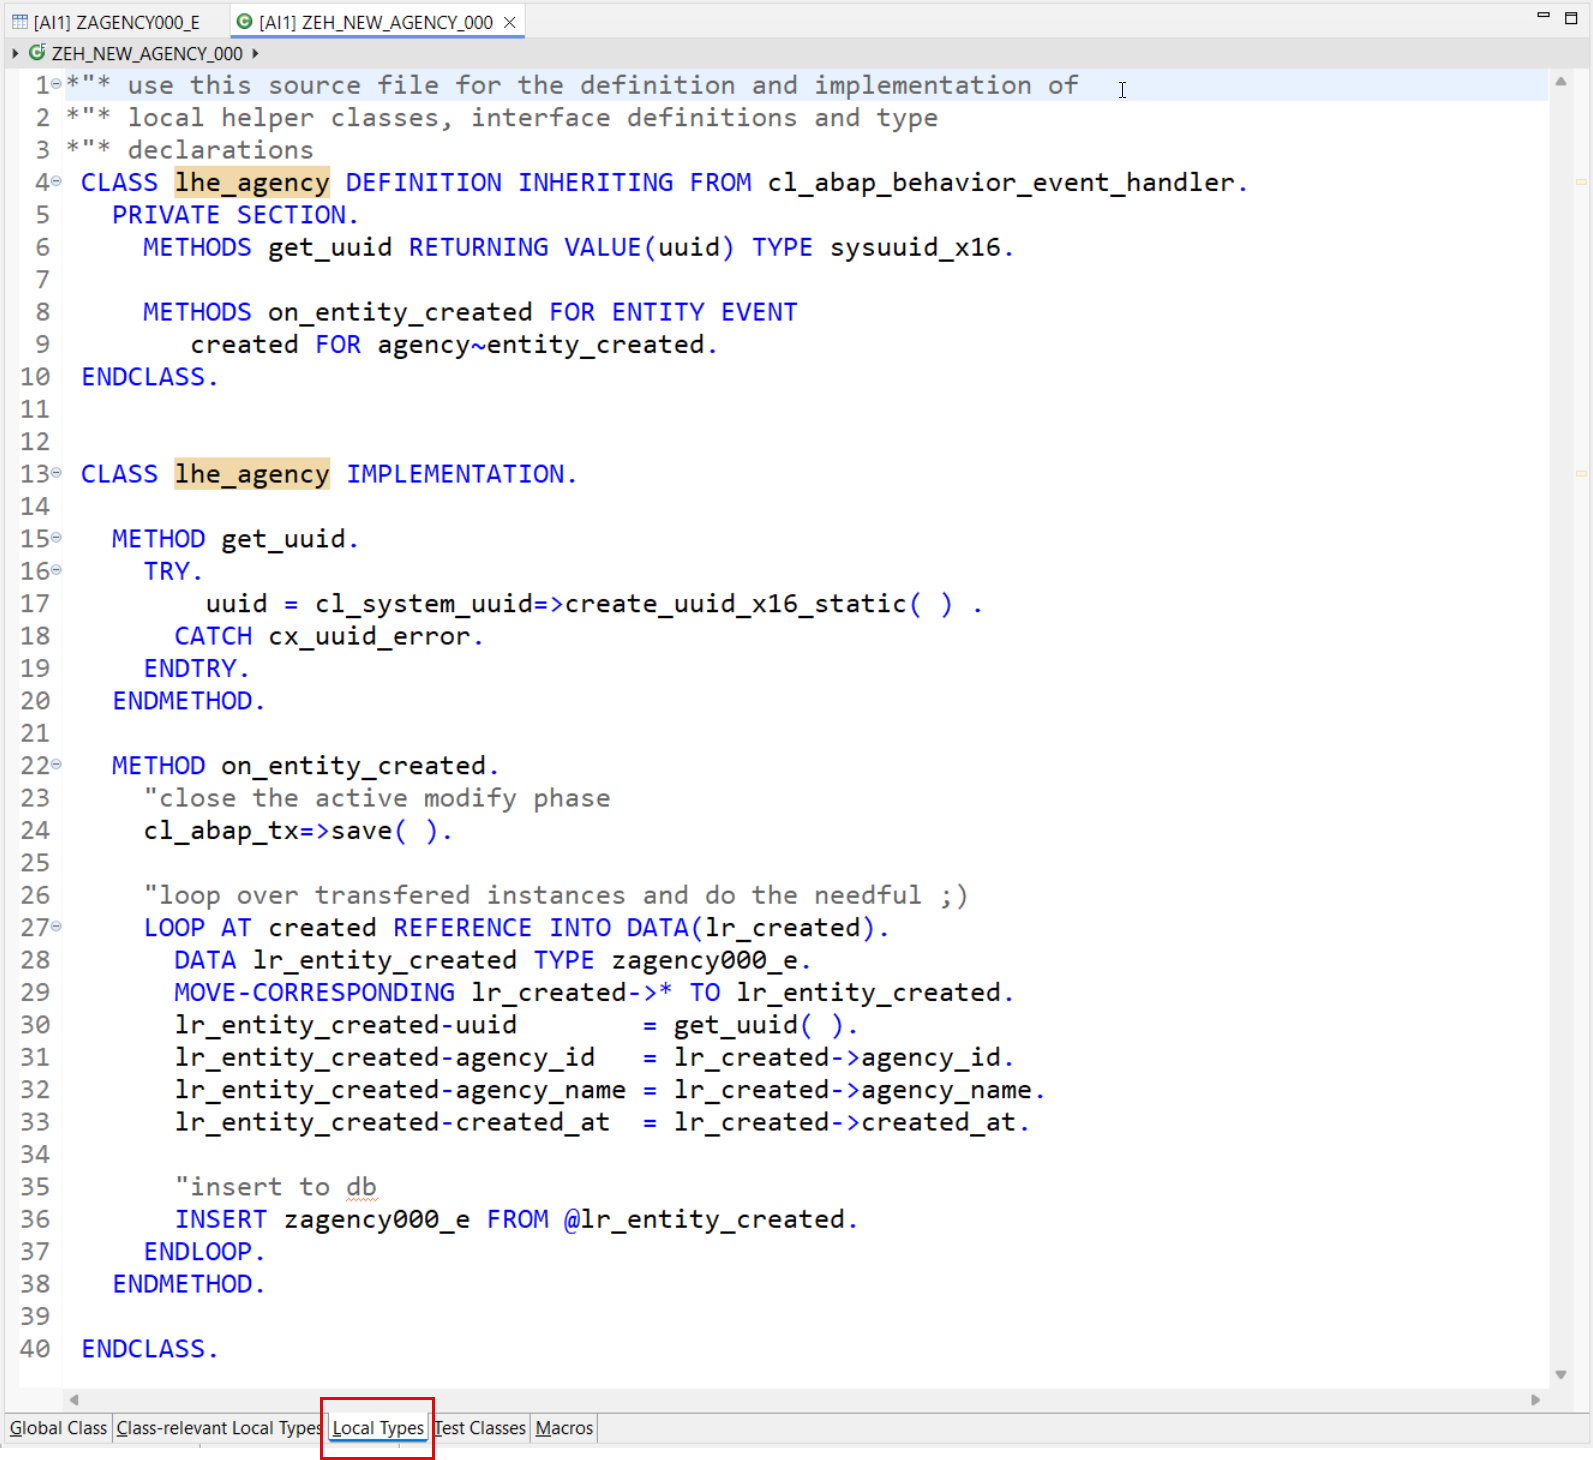 [AI1] ZAGENCY000_E [AI1] ZEH_NEW_AGENCY_000
ZEH_NEW_AGENCY_000
1 *"* use this source file for the definition and implementation of
2 *"* local helper classes, interface definitions and type
3 *"* declarations
4 CLASS lhe_agency DEFINITION INHERITING FROM cl_abap_behavior_event_handler.
5   PRIVATE SECTION.
6     METHODS get_uuid RETURNING VALUE(uuid) TYPE sysuuid_x16.
7
8     METHODS on_entity_created FOR ENTITY EVENT
9        created FOR agency~entity_created.
10 ENDCLASS.
11
12
13 CLASS lhe_agency IMPLEMENTATION.
14
15   METHOD get_uuid.
16     TRY.
17         uuid = cl_system_uuid=>create_uuid_x16_static( ) .
18       CATCH cx_uuid_error.
19     ENDTRY.
20   ENDMETHOD.
21
22   METHOD on_entity_created.
23     "close the active modify phase
24     cl_abap_tx=>save( ).
25
26     "loop over transfered instances and do the needful ;)
27     LOOP AT created REFERENCE INTO DATA(lr_created).
28       DATA lr_entity_created TYPE zagency000_e.
29       MOVE-CORRESPONDING lr_created->* TO lr_entity_created.
30       lr_entity_created-uuid        = get_uuid( ).
31       lr_entity_created-agency_id   = lr_created->agency_id.
32       lr_entity_created-agency_name = lr_created->agency_name.
33       lr_entity_created-created_at  = lr_created->created_at.
34
35       "insert to db
36       INSERT zagency000_e FROM @lr_entity_created.
37     ENDLOOP.
38   ENDMETHOD.
39
40 ENDCLASS.
Global Class Class-relevant Local Types Local Types Test Classes Macros